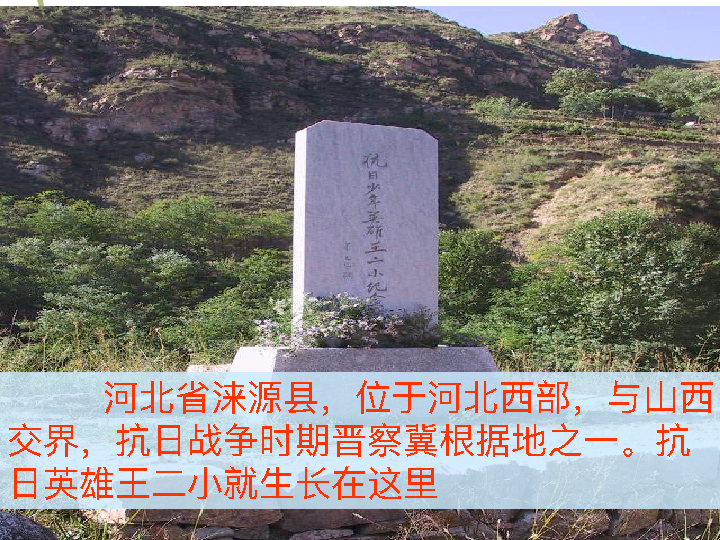 抗日少年英雄王二小纪念
河北省涞源县，位于河北西部，与山西
交界，抗日战争时期晋察冀根据地之一。抗
日英雄王二小就生长在这里